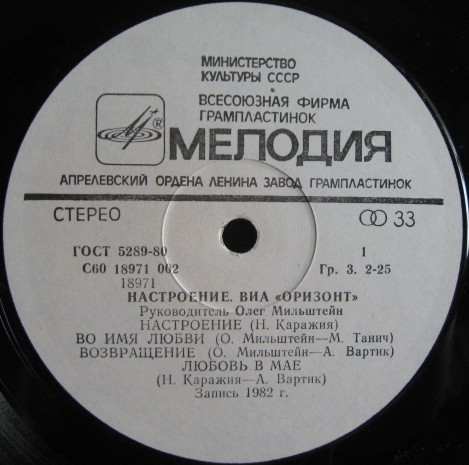 МИНИСТЕРСТВО
КУЛЬТУРЫ СССР
ВСЕСОЮЗНАЯ ФИРМА
ГРАМПЛАСТИНОК
® МЕЛОДИЯ
АПРЕЛЕВСКИЙ ОРДЕНА ЛЕНИНА ЗАВОД ГРАМПЛАСТИНОК
СТЕРЕО 33
ГОСТ 5289-80 1
С60 18971 002 Гр. 3. 2-25
18971
НАСТРОЕНИЕ. ВИА «ОРИЗОНТ»
Руководитель Олег Мильштейн
НАСТРОЕНИЕ (Н. Каражия)
ВО ИМЯ ЛЮБВИ (О. Мильштейн—М. Танич)
ВОЗВРАЩЕНИЕ (О. Мильштейн—А. Вартик)
ЛЮБОВЬ В МАЕ
(Н. Каражия—А. Вартик)
Запись 1982 г.